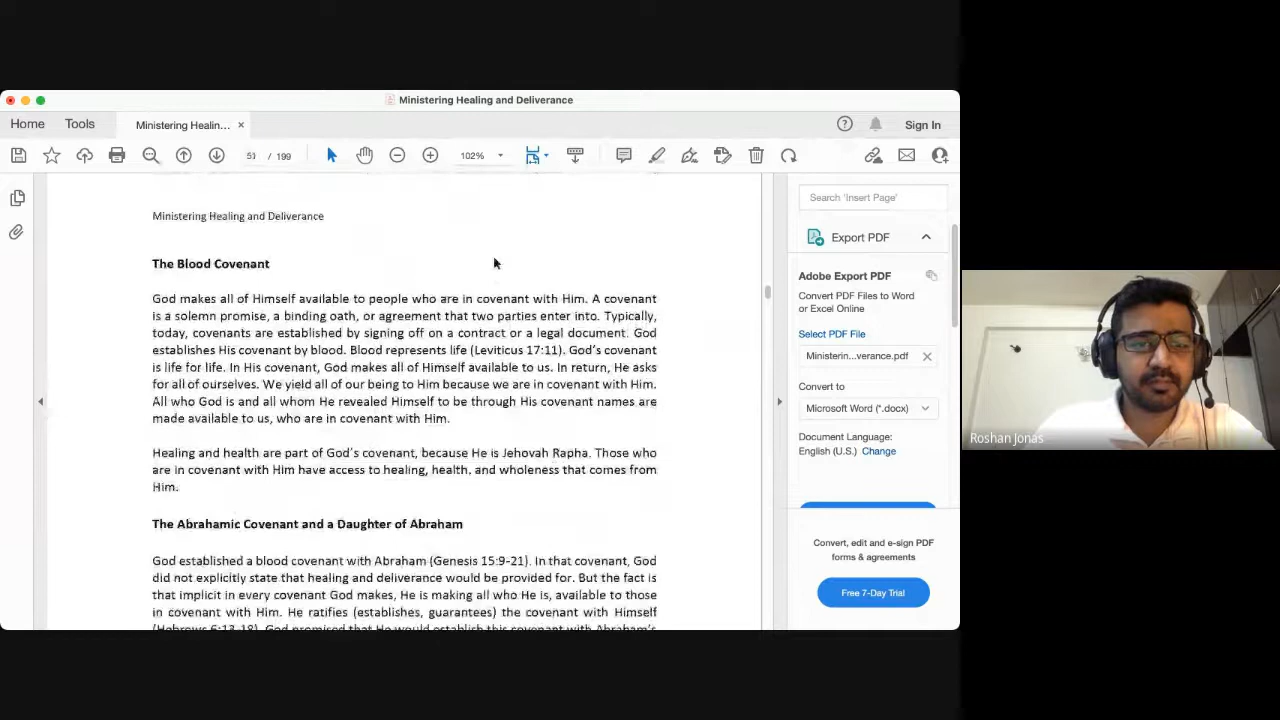 Ministering Healing and Deliverance
Home
Tools
Ministering Healin...
Sign In
/ 199
102%
Ministering Healing and Deliverance
The Blood Covenant
God makes all of Himself available to people who are in covenant with Him. A covenant
is a solemn promise, a binding oath, or agreement that two parties enter into. Typically,
today, covenants are established by signing off on a contract or a legal document. God
establishes His covenant by blood. Blood represents life (Leviticus 17:11). God's covenant
is life for life. In His covenant, God makes all of Himself available to us. In return, He asks
for all of ourselves. We yield all of our being to Him because we are in covenant with Him.
All who God is and all whom He revealed Himself to be through His covenant names are
made available to us, who are in covenant with Him.
Healing and health are part of God's covenant, because He is Jehovah Rapha. Those who
are in covenant with Him have access to healing, health, and wholeness that comes from
Him.
The Abrahamic Covenant and a Daughter of Abraham
God established a blood covenant with Abraham (Genesis 15:9-21). In that covenant, God
did not explicitly state that healing and deliverance would be provided for. But the fact is
that implicit in every covenant God makes, He is making all who He is, available to those
in covenant with Him. He ratifies (establishes, guarantees) the covenant with Himself
(Hebrews 6:13-18). God promised that He would establish this covenant with Abraham's
Search 'Insert Page'
Export PDF
Adobe Export PDF
Convert PDF Files to Word
or Excel Online
Select PDF File
Ministerin...verance.pdf
Convert to
Microsoft Word (*.docx)
Document Language:
English (U.S.) Change
Convert, edit and e-sign PDF
forms & agreements
Free 7-Day Trial
Roshan Jonas